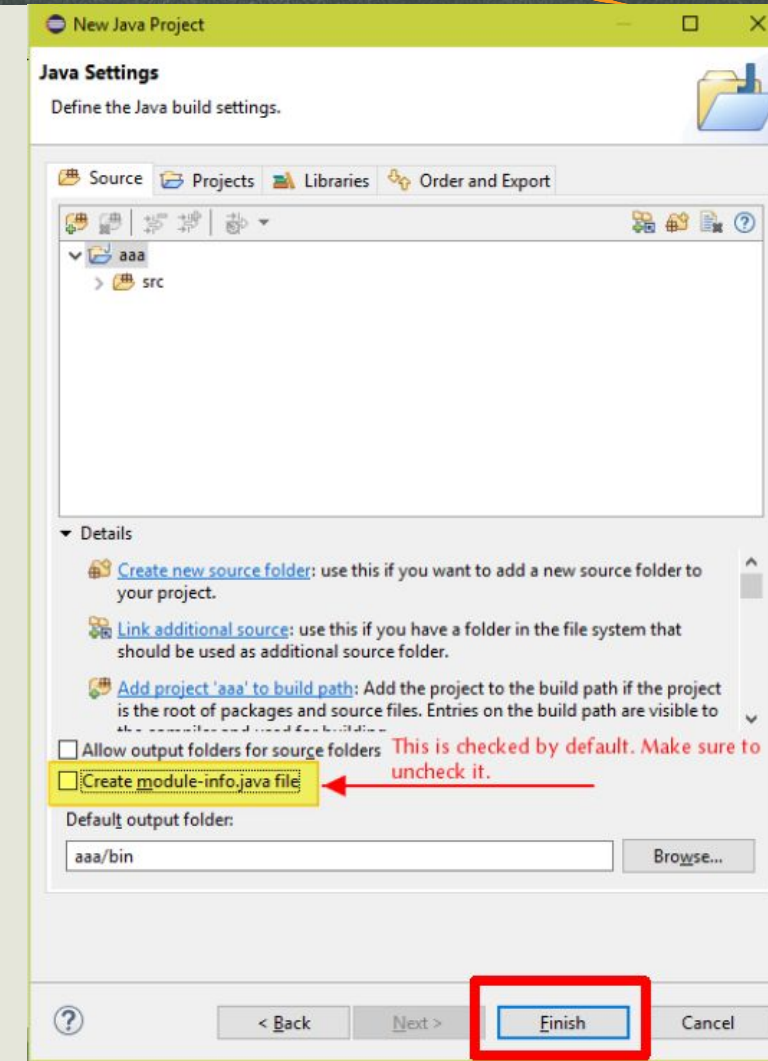 New Java Project
Java Settings
Define the Java build settings.
Source Projects Libraries Order and Export
aaa
src
Details
Create new source folder: use this if you want to add a new source folder to
your project.
Link additional source: use this if you have a folder in the file system that
should be used as additional source folder.
Add project 'aaa' to build path: Add the project to the build path if the project
is the root of packages and source files. Entries on the build path are visible to
the compiler and used for building.
Allow output folders for source folders
This is checked by default. Make sure to
uncheck it.
Create module-info.java file
Default output folder:
aaa/bin
Browse...
< Back Next > Finish Cancel